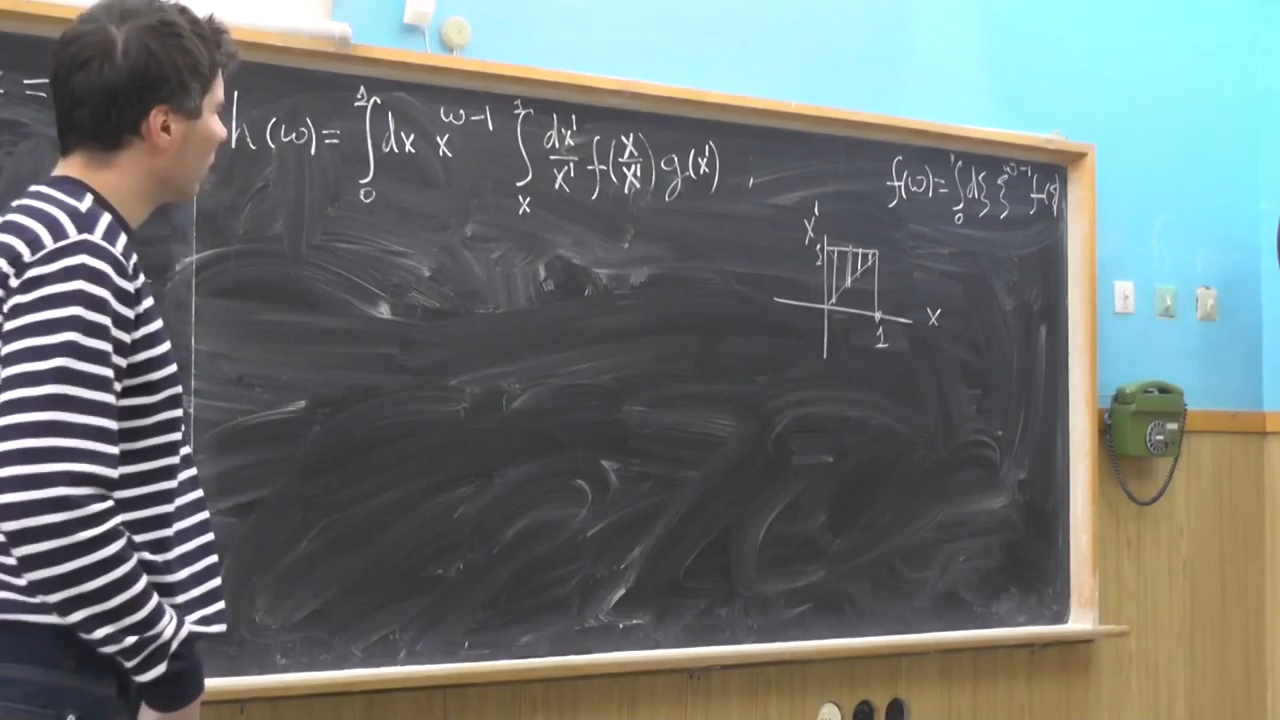 =
h(ω) = ∫₀¹ dx x^{ω-1} ∫ₓ¹ dx'/x' f(x/x') g(x') ,
f(ω) = ∫₀¹ dξ ξ^{ω-1} f(ξ
x'
1
x
1